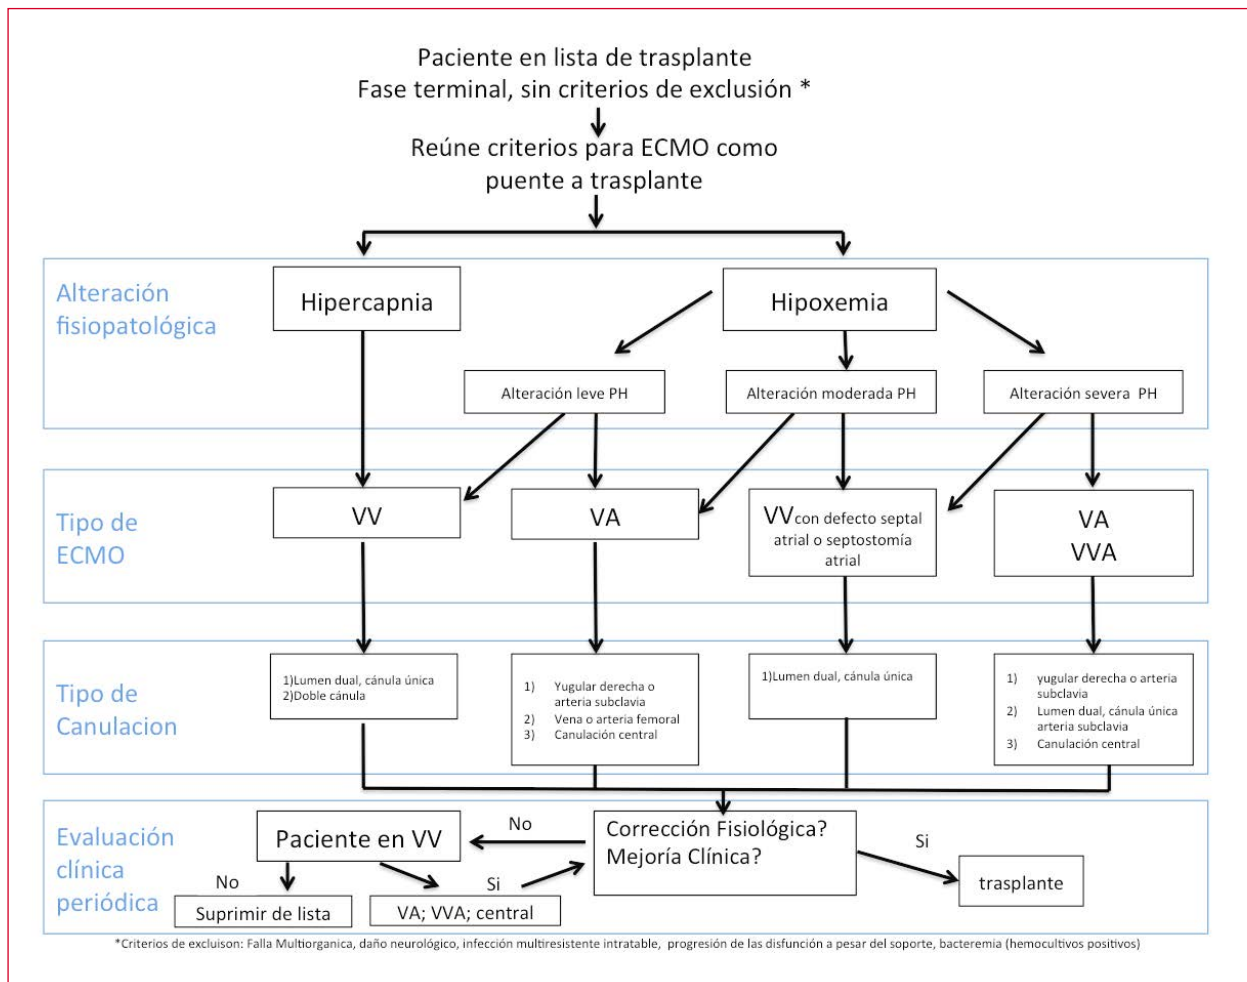 Paciente en lista de trasplante
Fase terminal, sin criterios de exclusión *
Reúne criterios para ECMO como
puente a trasplante
Alteración
fisiopatológica
Hipercapnia
Hipoxemia
Alteración leve PH
Alteración moderada PH
Alteración severa PH
Tipo de
ECMO
VV
VA
VV con defecto septal
atrial o septostomía
atrial
VA
VVA
Tipo de
Canulacion
1)Lumen dual, cánula única
2)Doble cánula
1) Yugular derecha o
arteria subclavia
2) Vena o arteria femoral
3) Canulación central
1)Lumen dual, cánula única
1) yugular derecha o arteria
subclavia
2) Lumen dual, cánula única
arteria subclavia
3) Canulación central
Evaluación
clínica
periódica
Paciente en VV
No
Corrección Fisiológica?
Mejoría Clínica?
Si
trasplante
No
Suprimir de lista
Si
VA; VVA; central
*Criterios de excluison: Falla Multiorganica, daño neurológico, infección multiresistente intratable, progresión de las disfunción a pesar del soporte, bacteremia (hemocultivos positivos)